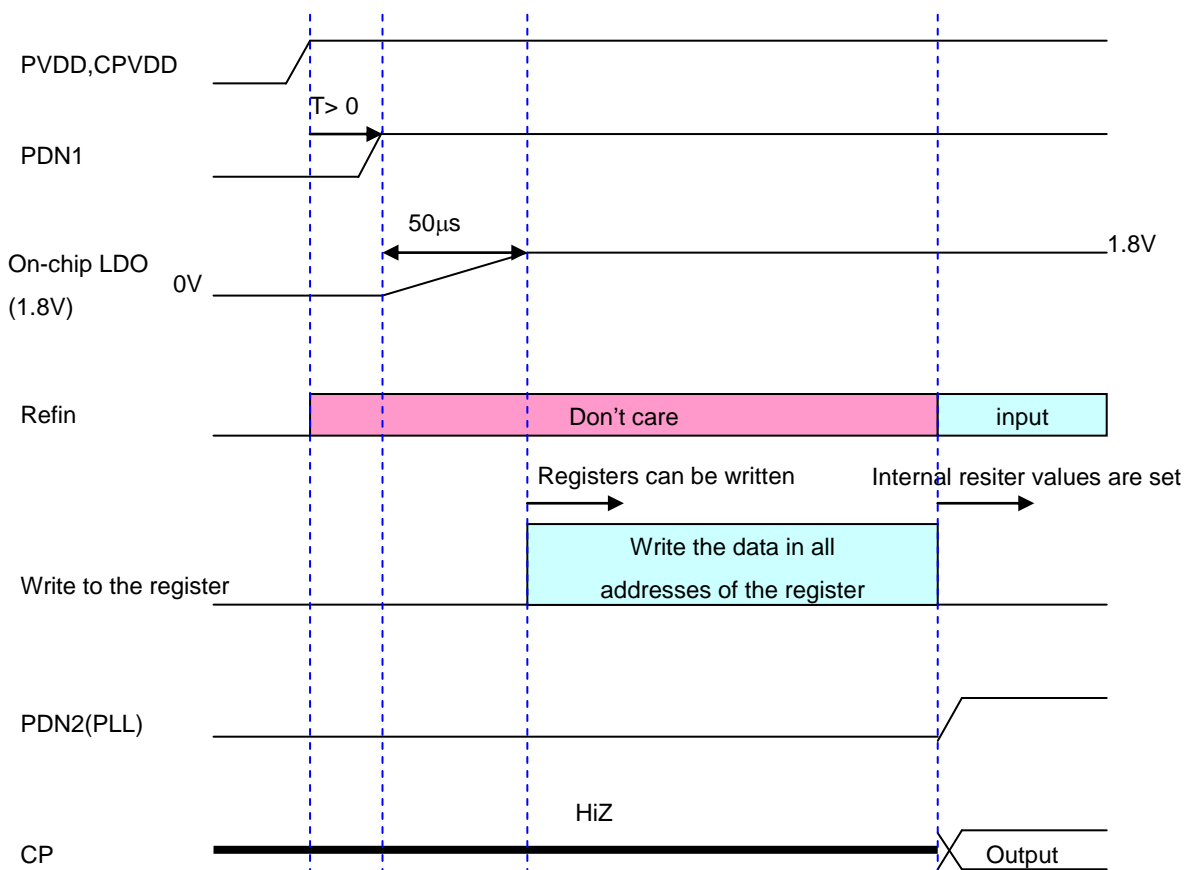 PVDD,CPVDD
T> 0
PDN1
50μs
1.8V
On-chip LDO
0V
(1.8V)
Refin
Don't care
input
Registers can be written
Internal resiter values are set
Write the data in all
addresses of the register
Write to the register
PDN2(PLL)
HiZ
CP
Output